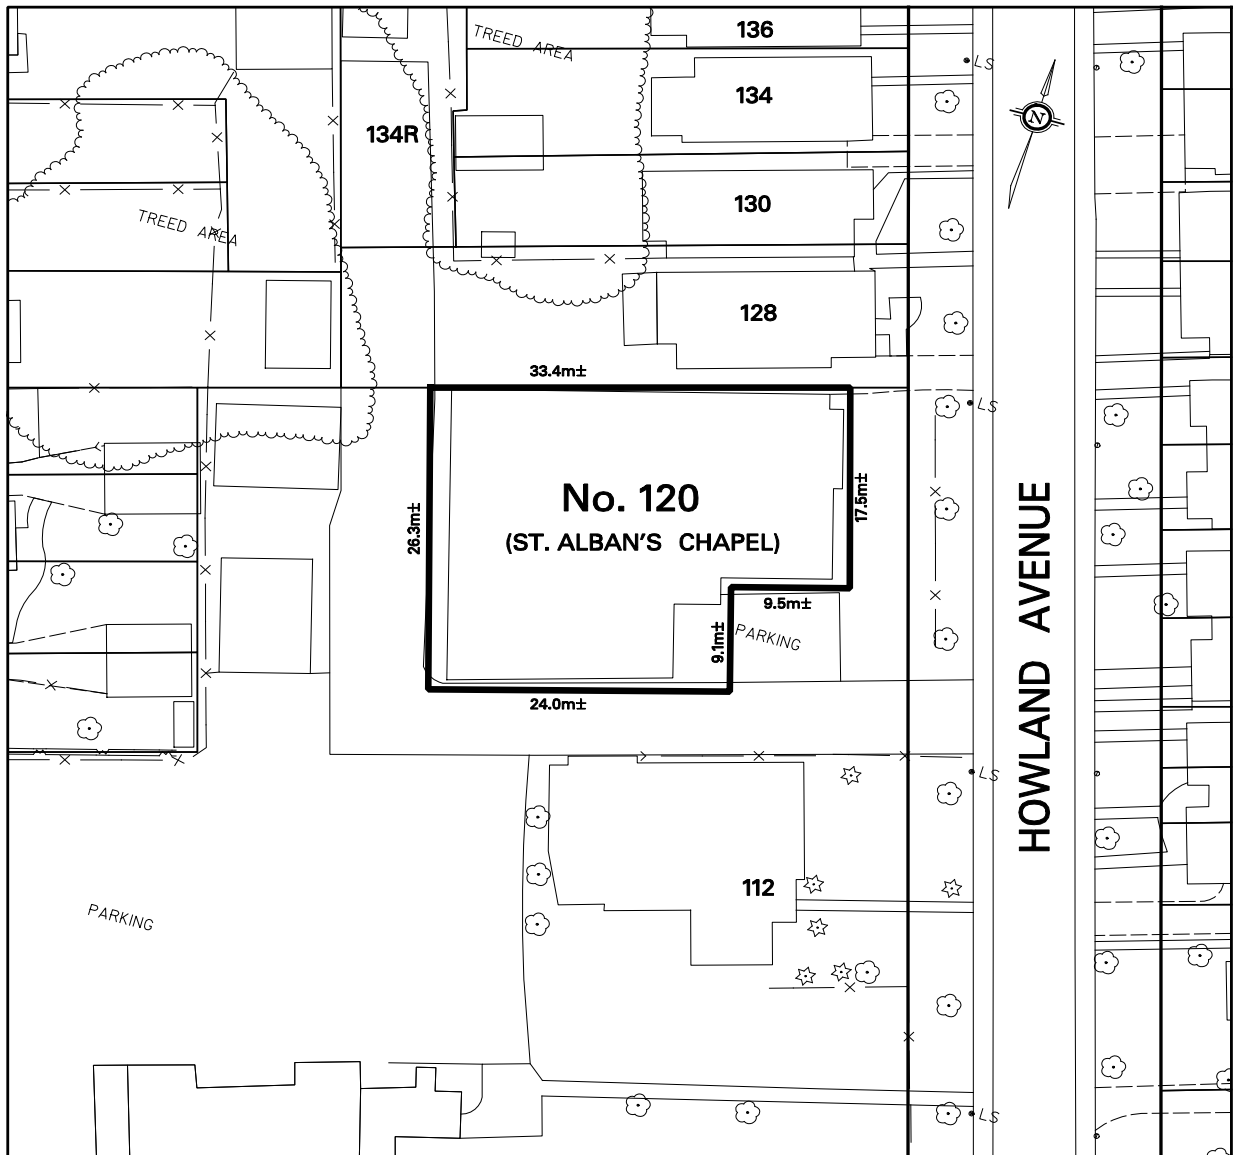 136
TREED AREA
LS
134
N
134R
130
TREED AREA
128
33.4m±
LS
No. 120
(ST. ALBAN'S CHAPEL)
26.3m±
17.5m±
HOWLAND AVENUE
9.5m±
9.1m±
PARKING
24.0m±
LS
112
PARKING
LS